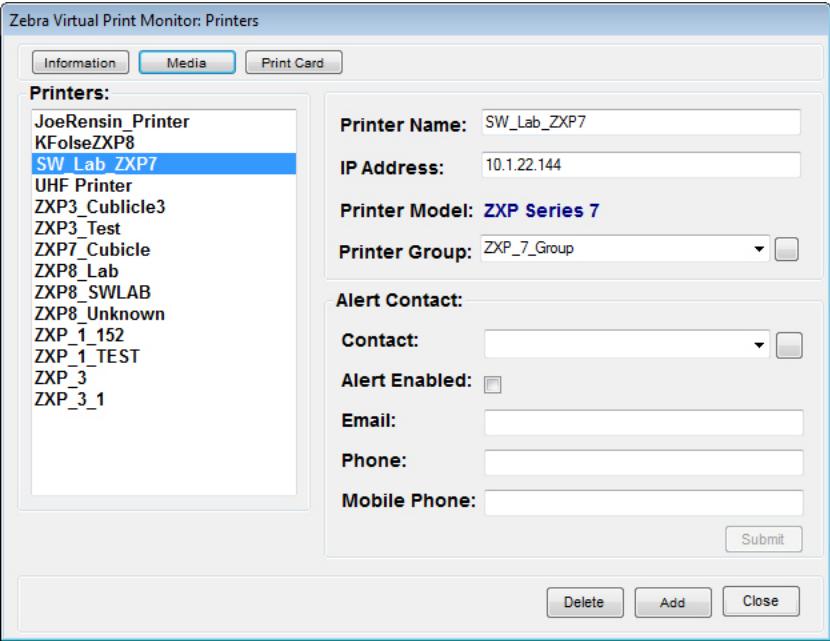 Zebra Virtual Print Monitor: Printers
Information Media Print Card
Printers:
JoeRensin_Printer
KFolseZXP8
SW_Lab_ZXP7
UHF Printer
ZXP3_Cublicle3
ZXP3_Test
ZXP7_Cubicle
ZXP8_Lab
ZXP8_SWLAB
ZXP8_Unknown
ZXP_1_152
ZXP_1_TEST
ZXP_3
ZXP_3_1
Printer Name: SW_Lab_ZXP7
IP Address: 10.1.22.144
Printer Model: ZXP Series 7
Printer Group: ZXP_7_Group
Alert Contact:
Contact:
Alert Enabled:
Email:
Phone:
Mobile Phone:
Submit
Delete Add Close